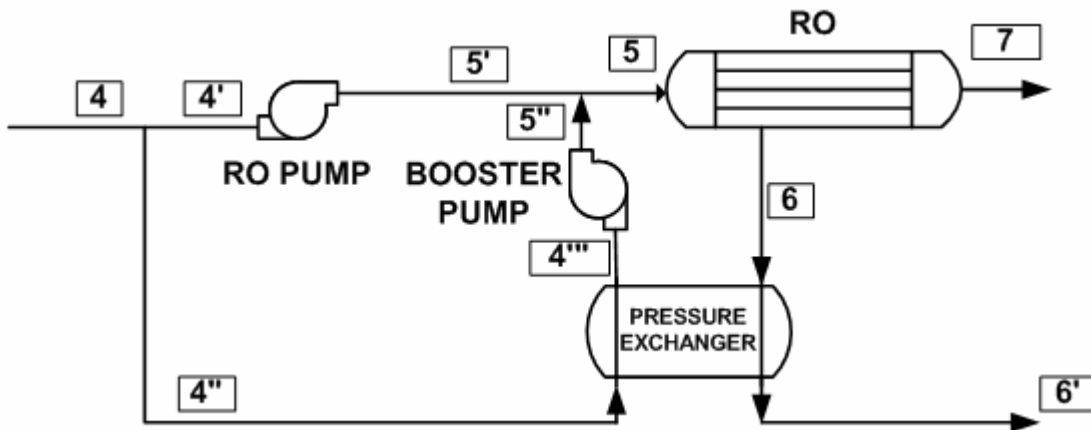 RO
7
5'
5
4
4'
5"
RO PUMP
BOOSTER
PUMP
6
4'''
PRESSURE
EXCHANGER
4"
6'